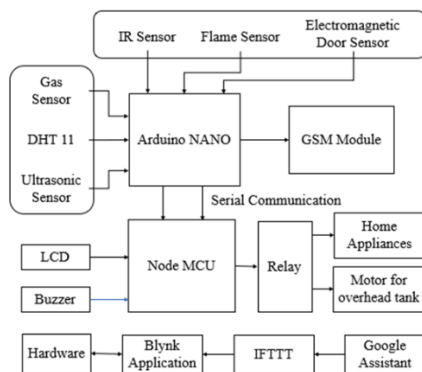 Electromagnetic
IR Sensor Flame Sensor Door Sensor
Gas
Sensor
DHT 11
Ultrasonic
Sensor
Arduino NANO
GSM Module
Serial Communication
LCD
Buzzer
Node MCU
Relay
Home
Appliances
Motor for
overhead tank
Hardware
Blynk
Application
IFTTT
Google
Assistant